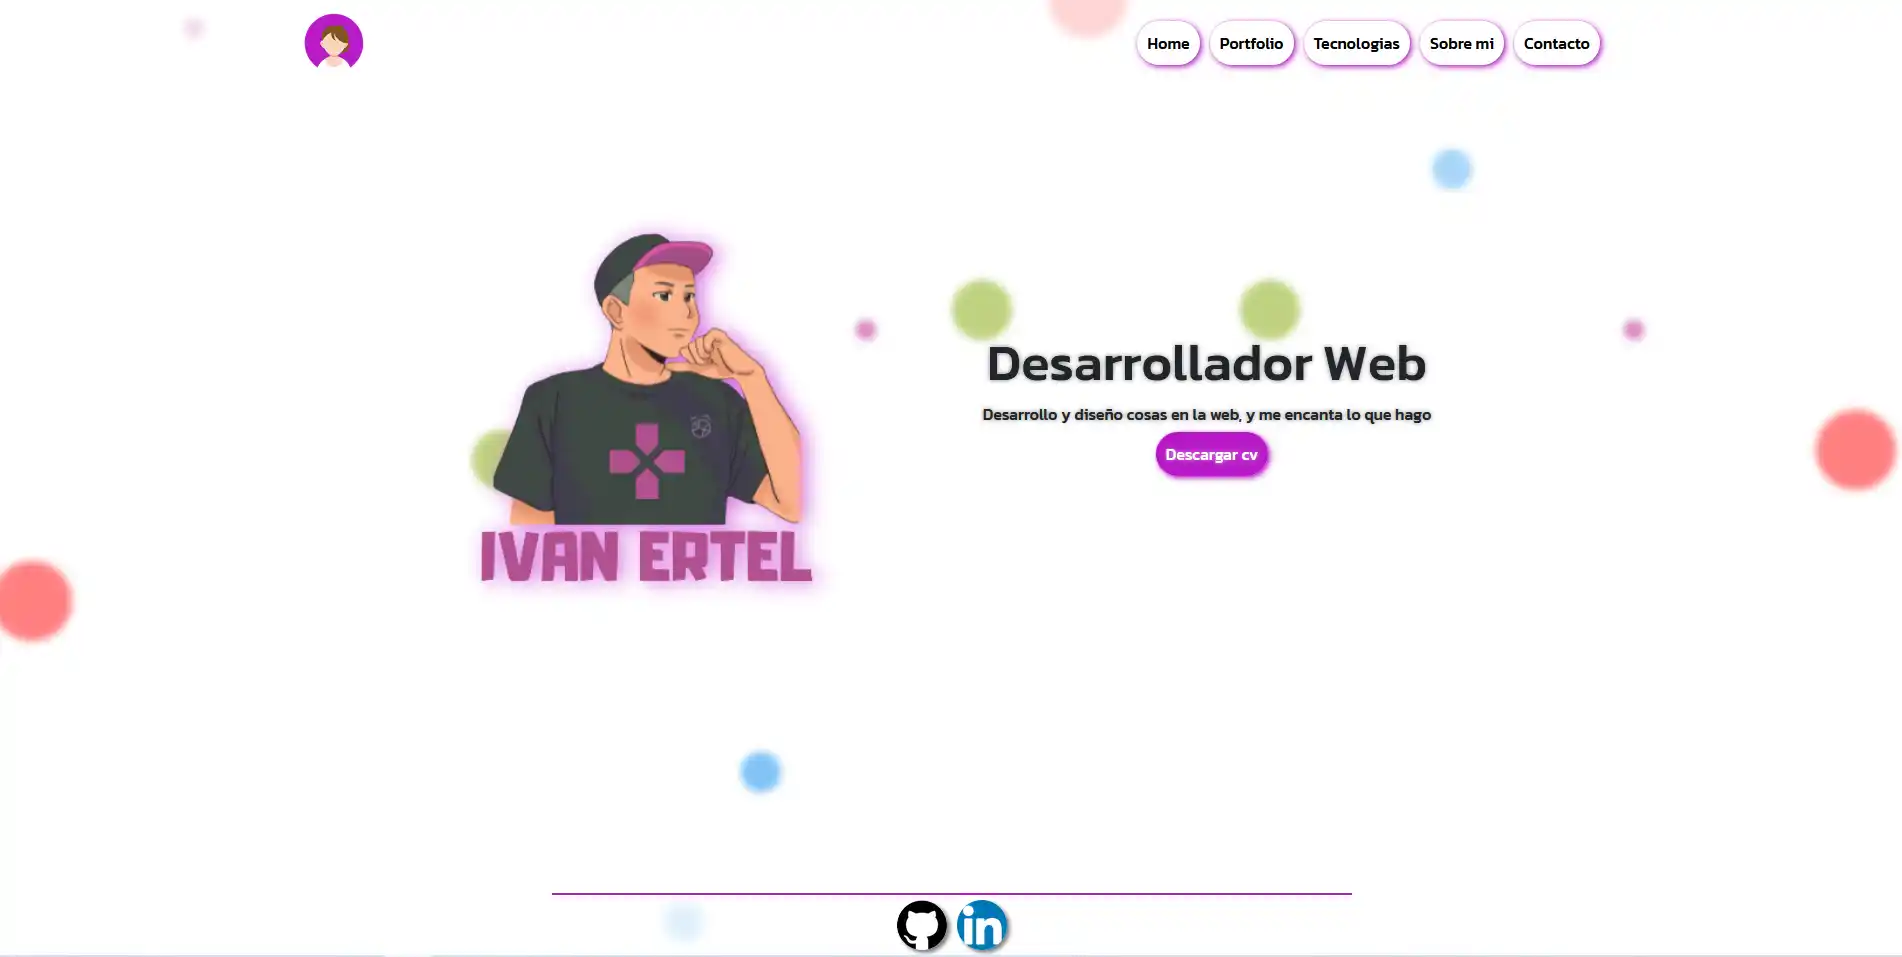 Home
Portfolio
Tecnologias
Sobre mi
Contacto
IVAN ERTEL
Desarrollador Web
Desarrollo y diseño cosas en la web, y me encanta lo que hago
Descargar cv
in